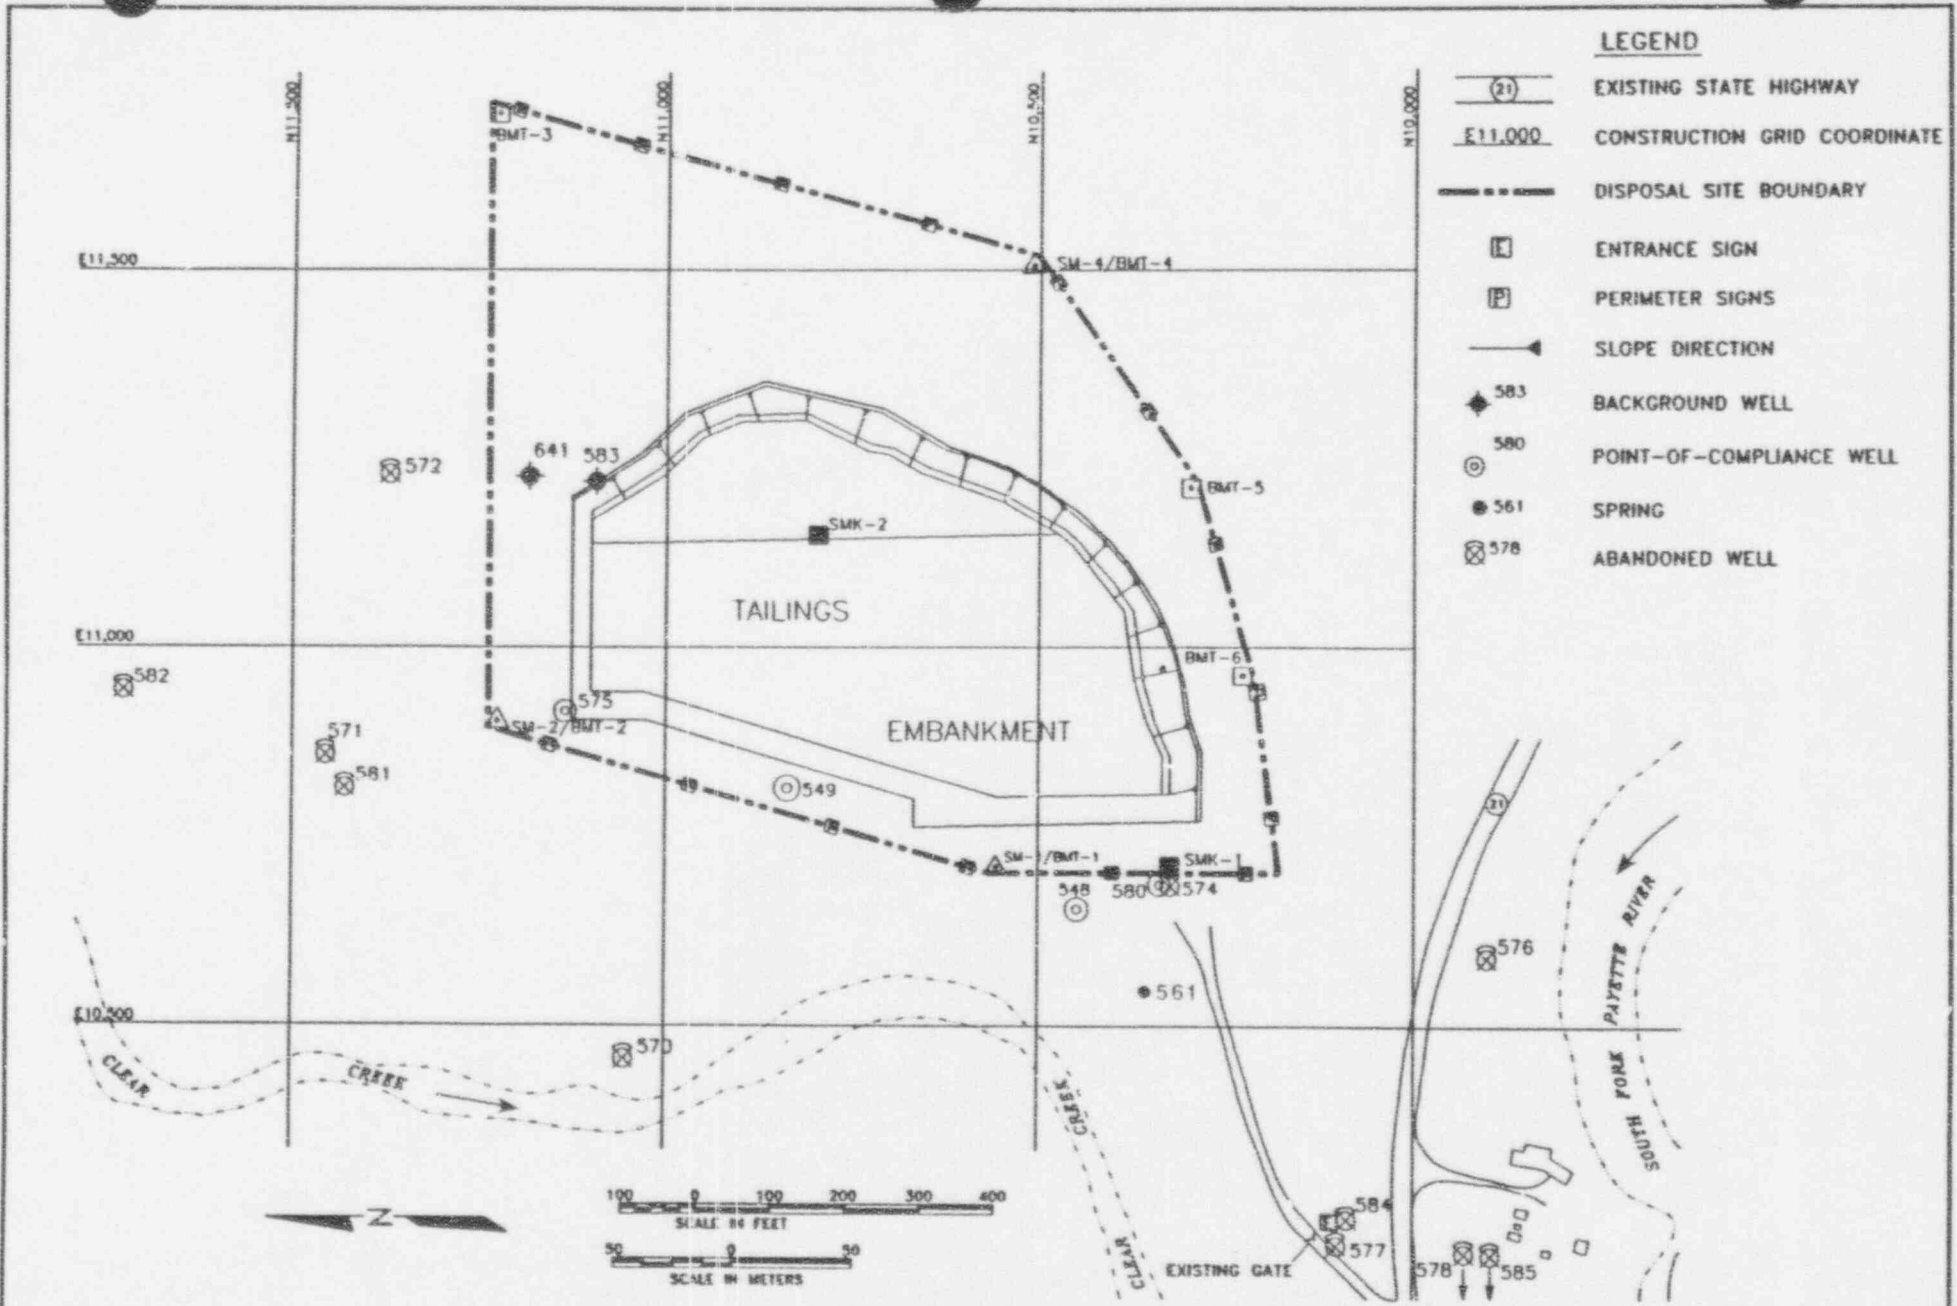 LEGEND
21
EXISTING STATE HIGHWAY
E11,000
CONSTRUCTION GRID COORDINATE
DISPOSAL SITE BOUNDARY
E
ENTRANCE SIGN
P
PERIMETER SIGNS
SLOPE DIRECTION
583
BACKGROUND WELL
580
POINT-OF-COMPLIANCE WELL
561
SPRING
578
ABANDONED WELL
N11,500
N11,000
N10,500
N10,000
BMT-3
E11,500
SM-4/BMT-4
572
641
583
BMT-5
SMK-2
TAILINGS
E11,000
BMT-6
582
575
SM-2/BMT-2
EMBANKMENT
571
581
549
21
SM-1/BMT-1
SMK-1
548
580
574
576
561
E10,500
570
CLEAR
CREEK
CREEK
CLEAR
SOUTH FORK PAYETTE RIVER
N
100 0 100 200 300 400
SCALE IN FEET
50 0 50
SCALE IN METERS
584
577
EXISTING GATE
578
585